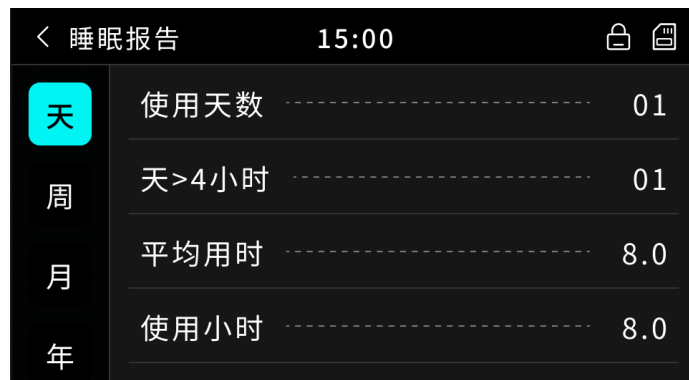 < 睡眠报告 15:00
天
周
月
年
使用天数 01
天>4小时 01
平均用时 8.0
使用小时 8.0